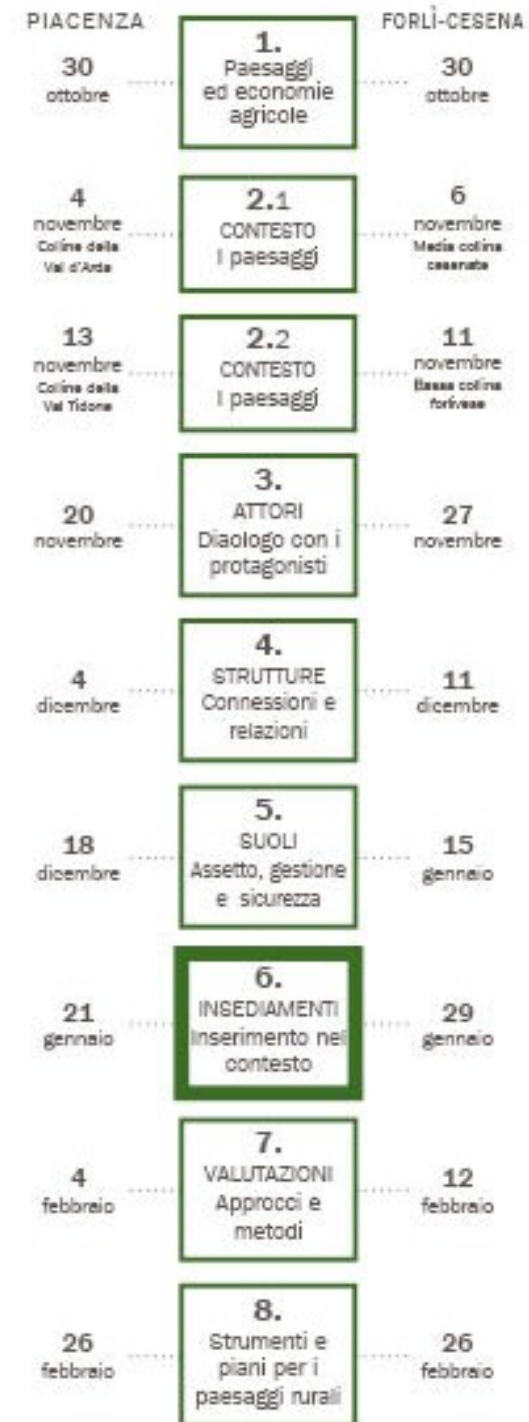 PIACENZA
FORLÌ-CESENA
30
ottobre
1.
Paesaggi
ed economie
agricole
30
ottobre
4
novembre
Colline della
Val d'Arda
2.1
CONTESTO
I paesaggi
6
novembre
Media collina
cesenate
13
novembre
Colline della
Val Tidone
2.2
CONTESTO
I paesaggi
11
novembre
Bassa collina
forlivese
20
novembre
3.
ATTORI
Diaologo con i
protagonisti
27
novembre
4
dicembre
4.
STRUTTURE
Connessioni e
relazioni
11
dicembre
18
dicembre
5.
SUOLI
Assetto, gestione
e sicurezza
15
gennaio
21
gennaio
6.
INSEDIAMENTI
Inserimento nel
contesto
29
gennaio
4
febbraio
7.
VALUTAZIONI
Approcci e
metodi
12
febbraio
26
febbraio
8.
Strumenti e
piani per i
paesaggi rurali
26
febbraio